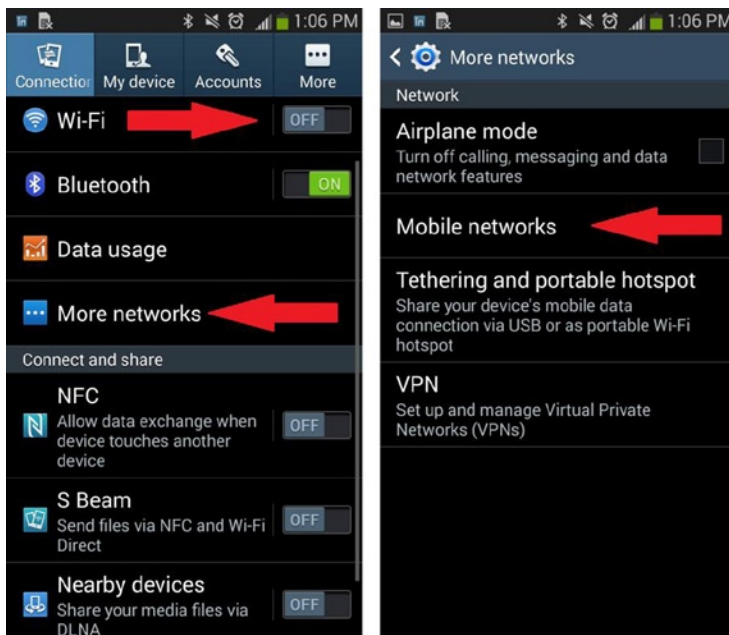 1:06 PM
Connection
My device
Accounts
More
Wi-Fi
OFF
Bluetooth
ON
Data usage
More networks
Connect and share
NFC
Allow data exchange when
device touches another
device
OFF
S Beam
Send files via NFC and Wi-Fi
Direct
OFF
Nearby devices
Share your media files via
DLNA
OFF
1:06 PM
More networks
Network
Airplane mode
Turn off calling, messaging and data
network features
Mobile networks
Tethering and portable hotspot
Share your device's mobile data
connection via USB or as portable Wi-Fi
hotspot
VPN
Set up and manage Virtual Private
Networks (VPNs)